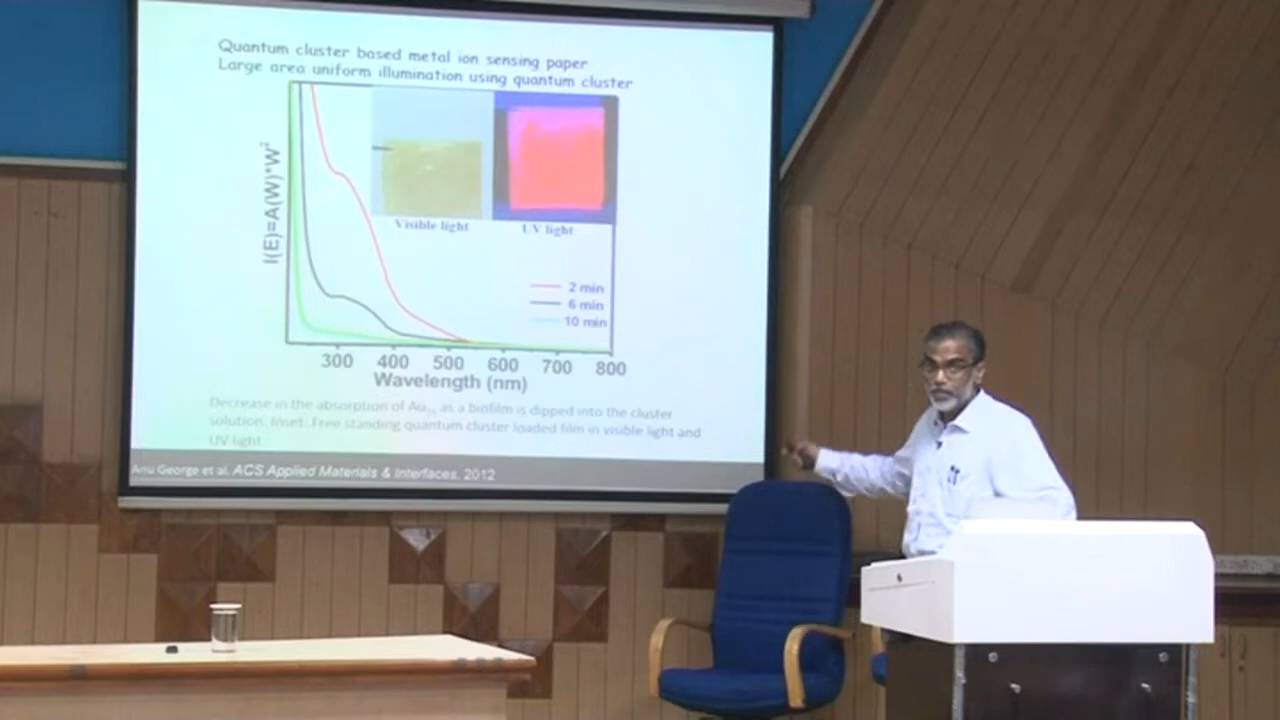 Quantum cluster based metal ion sensing paper
Large area uniform illumination using quantum cluster
I(E)=A(W)*W²
Visible light
UV light
2 min
6 min
10 min
300 400 500 600 700 800
Wavelength (nm)
Decrease in the absorption of Au₂₅ as a biofilm is dipped into the cluster
solution. Inset: Free standing quantum cluster loaded film in visible light and
UV light
Anu George et al. ACS Applied Materials & Interfaces, 2012